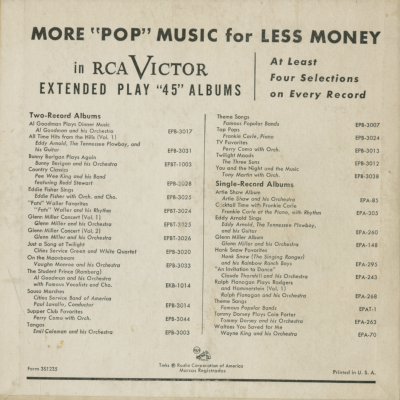 MORE "POP" MUSIC for LESS MONEY
in RCA VICTOR
EXTENDED PLAY "45" ALBUMS
At Least
Four Selections
on Every Record
Two-Record Albums
Al Goodman Plays Dinner Music
Al Goodman and his Orchestra EPB-3017
All Time Hits from the Hills (Vol. 1)
Eddy Arnold, The Tennessee Plowboy, and
his Guitar EPB-3031
Bunny Berigan Plays Again
Bunny Berigan and his Orchestra EPBT-1003
Country Classics
Pee Wee King and his Band
Featuring Redd Stewart EPB-3028
Eddie Fisher Sings
Eddie Fisher with Orch. and Cho. EPB-3025
"Fats" Waller Favorites
"Fats" Waller and his Rhythm EPBT-3024
Glenn Miller Concert (Vol. 1)
Glenn Miller and his Orchestra EPBT-3025
Glenn Miller Concert (Vol. 2)
Glenn Miller and his Orchestra EPBT-3026
Just a Song at Twilight
Cities Service Green and White Quartet EPB-3020
On the Moonbeam
Vaughn Monroe and his Orchestra EPB-3033
The Student Prince (Romberg)
Al Goodman and his Orchestra
with Famous Vocalists and Cho. EKB-1014
Sousa Marches
Cities Service Band of America
Paul Lavalle, Conductor EPB-3014
Supper Club Favorites
Perry Como with Orch. EPB-3044
Tangos
Emil Coleman and his Orchestra EPB-3003
Theme Songs
Famous Popular Bands EPB-3007
Top Pops
Frankie Carle, Piano EPB-3024
TV Favorites
Perry Como with Orch. EPB-3013
Twilight Moods
The Three Suns EPB-3012
You and the Night and the Music
Tony Martin with Orch. EPB-3038
Single-Record Albums
Artie Shaw Album
Artie Shaw and his Orchestra EPA-85
Cocktail Time with Frankie Carle
Frankie Carle at the Piano, with Rhythm EPA-305
Eddy Arnold Sings
Eddy Arnold, The Tennessee Plowboy,
and his Guitar EPA-260
Glenn Miller Album
Glenn Miller and his Orchestra EPA-148
Hank Snow Favorites
Hank Snow (The Singing Ranger)
and his Rainbow Ranch Boys EPA-295
"An Invitation to Dance"
Claude Thornhill and his Orchestra EPA-243
Ralph Flanagan Plays Rodgers
and Hammerstein (Vol. 1)
Ralph Flanagan and his Orchestra EPA-268
Theme Songs
Famous Popular Bands EPAT-1
Tommy Dorsey Plays Cole Porter
Tommy Dorsey and his Orchestra EPA-263
Waltzes You Saved for Me
Wayne King and his Orchestra EPA-70
Form 3S1225
Tmks ® Radio Corporation of America
Marcas Registradas
Printed in U. S. A.